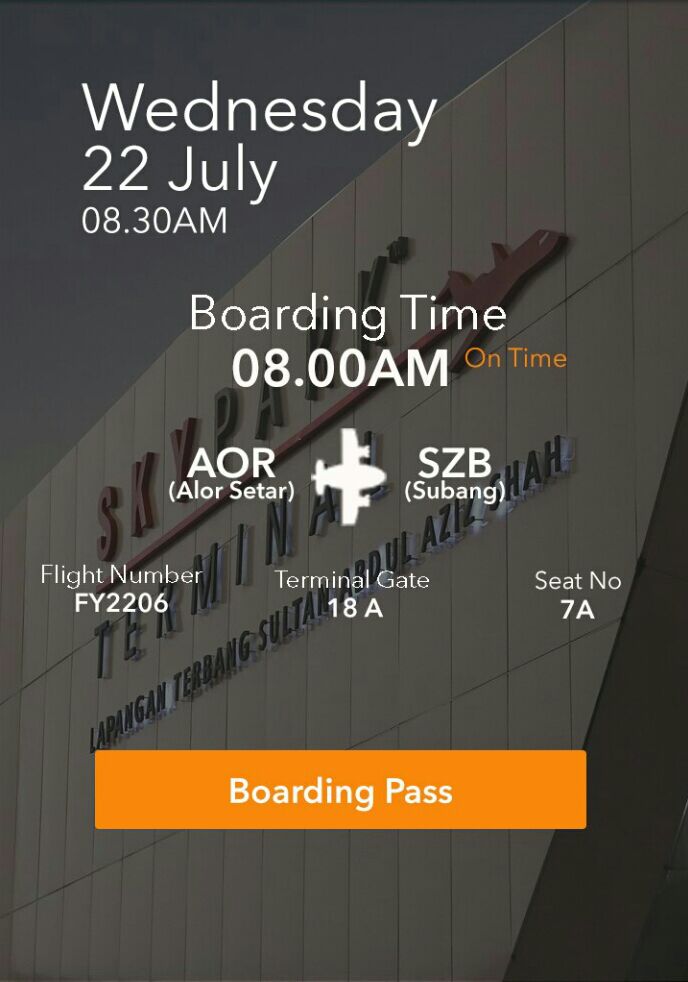 Wednesday
22 July
08.30AM
Boarding Time
08.00AM On Time
AOR
(Alor Setar)
SZB
(Subang)
Flight Number
FY2206
Terminal Gate
18 A
Seat No
7A
SKYPARK™
TERMINAL
LAPANGAN TERBANG SULTAN ABDUL AZIZ SHAH
Boarding Pass